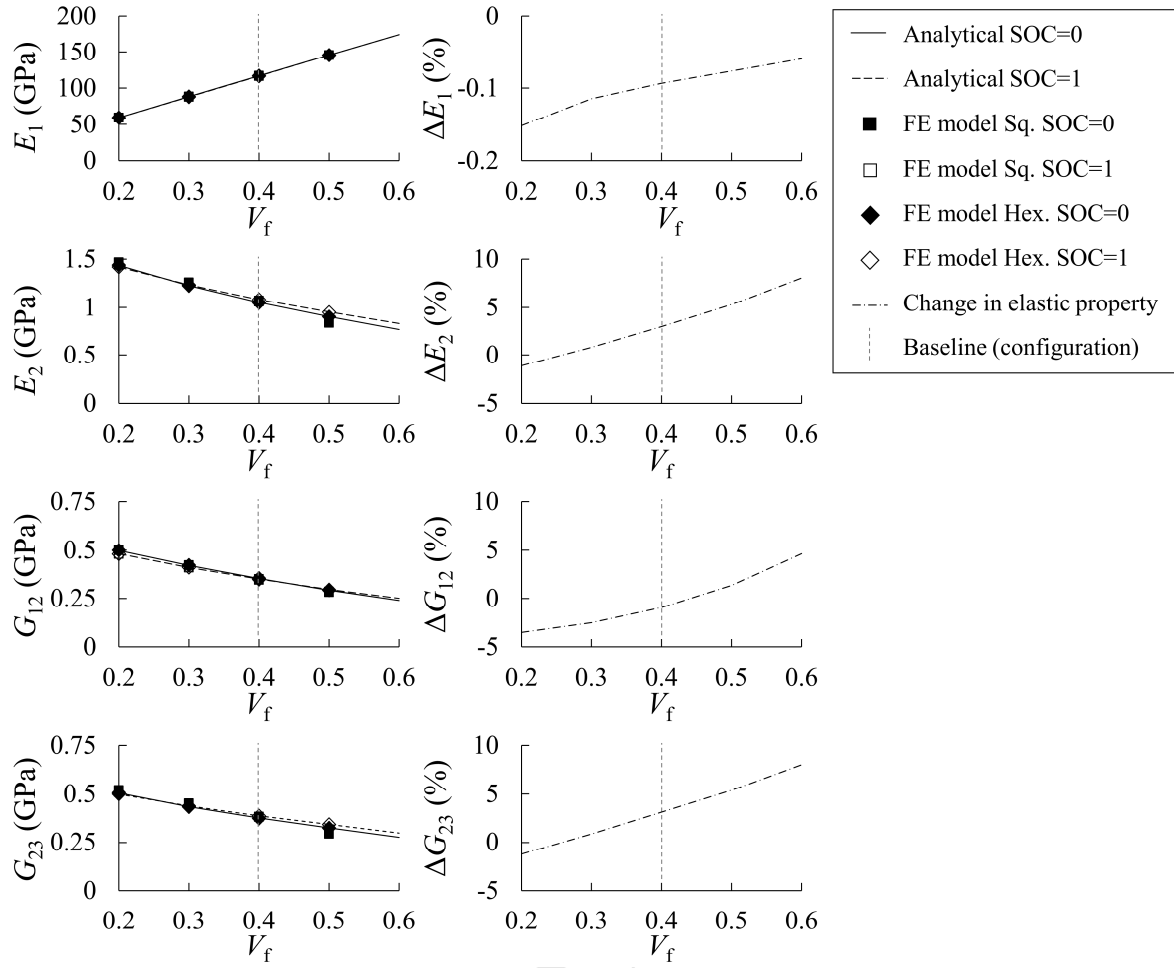 200
150
100
50
0
E1 (GPa)
0.2 0.3 0.4 0.5 0.6
Vf
0
-0.1
-0.2
ΔE1 (%)
0.2 0.3 0.4 0.5 0.6
Vf
Analytical SOC=0
Analytical SOC=1
FE model Sq. SOC=0
FE model Sq. SOC=1
FE model Hex. SOC=0
FE model Hex. SOC=1
Change in elastic property
Baseline (configuration)
1.5
1
0.5
0
E2 (GPa)
0.2 0.3 0.4 0.5 0.6
Vf
10
5
0
-5
ΔE2 (%)
0.2 0.3 0.4 0.5 0.6
Vf
0.75
0.5
0.25
0
G12 (GPa)
0.2 0.3 0.4 0.5 0.6
Vf
10
5
0
-5
ΔG12 (%)
0.2 0.3 0.4 0.5 0.6
Vf
0.75
0.5
0.25
0
G23 (GPa)
0.2 0.3 0.4 0.5 0.6
Vf
10
5
0
-5
ΔG23 (%)
0.2 0.3 0.4 0.5 0.6
Vf